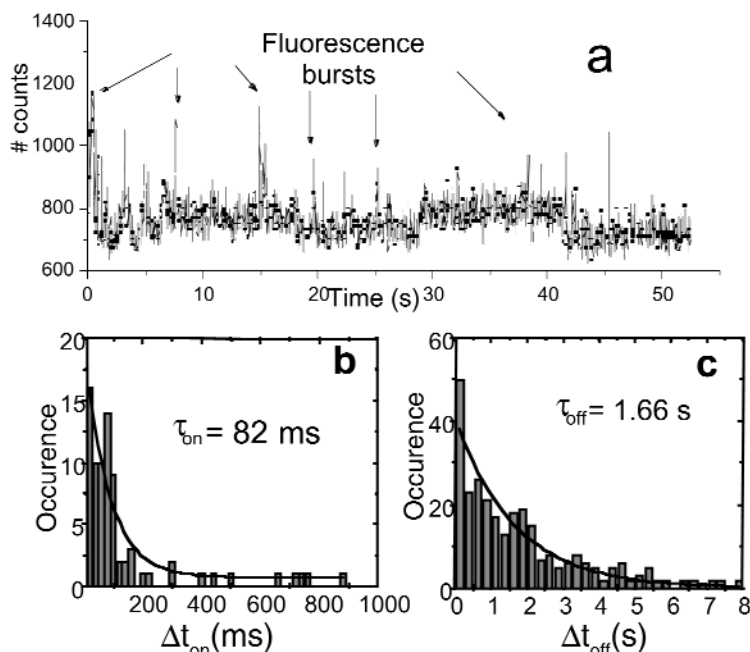 1400
Fluorescence
bursts
a
1200
1000
800
600
# counts
0
10
20
30
40
50
Time (s)
20
15
10
5
0
Occurence
b
τon = 82 ms
200
400
600
800
1000
Δton(ms)
60
40
20
0
Occurence
c
τoff = 1.66 s
0
1
2
3
4
5
6
7
8
Δtoff(s)